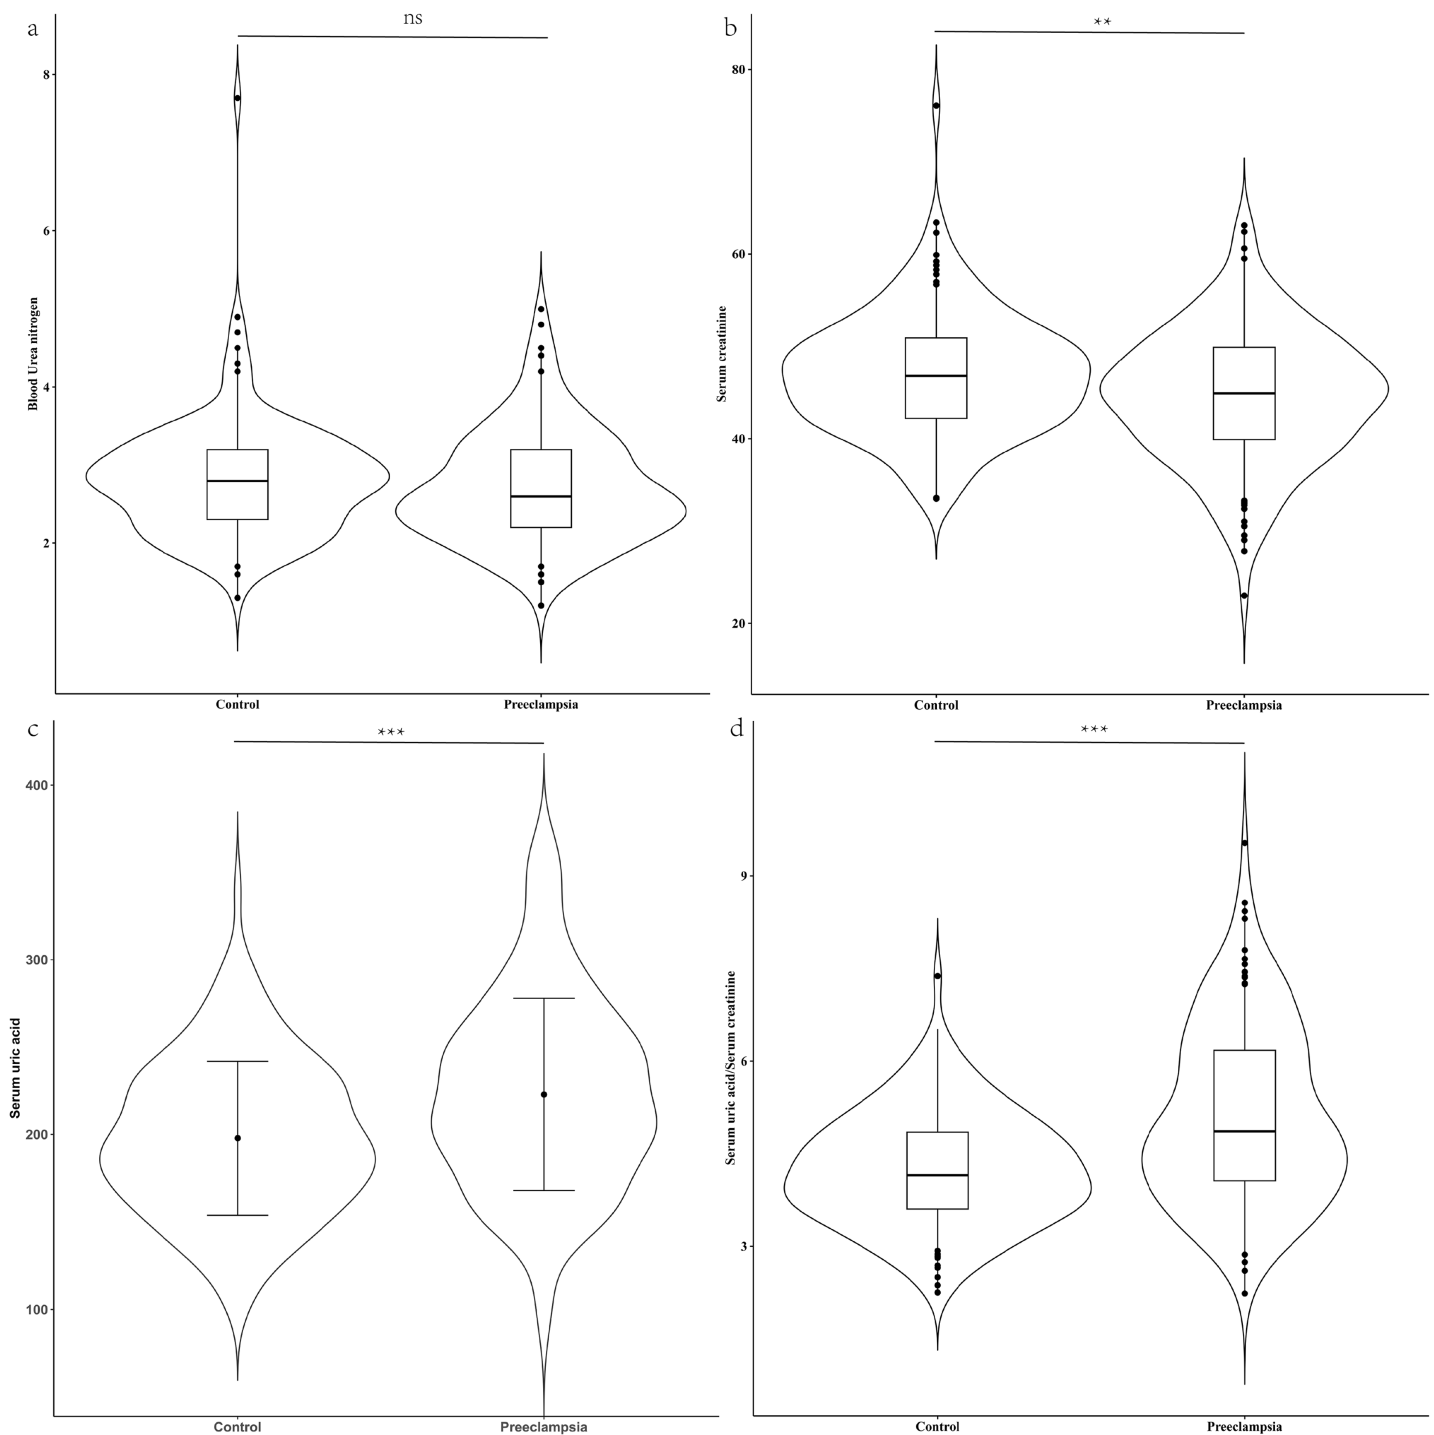 a
ns
8
6
4
2
Blood Urea nitrogen
Control
Preeclampsia
b
**
80
60
40
20
Serum creatinine
Control
Preeclampsia
c
***
400
300
200
100
Serum uric acid
Control
Preeclampsia
d
***
9
6
3
Serum uric acid/Serum creatinine
Control
Preeclampsia